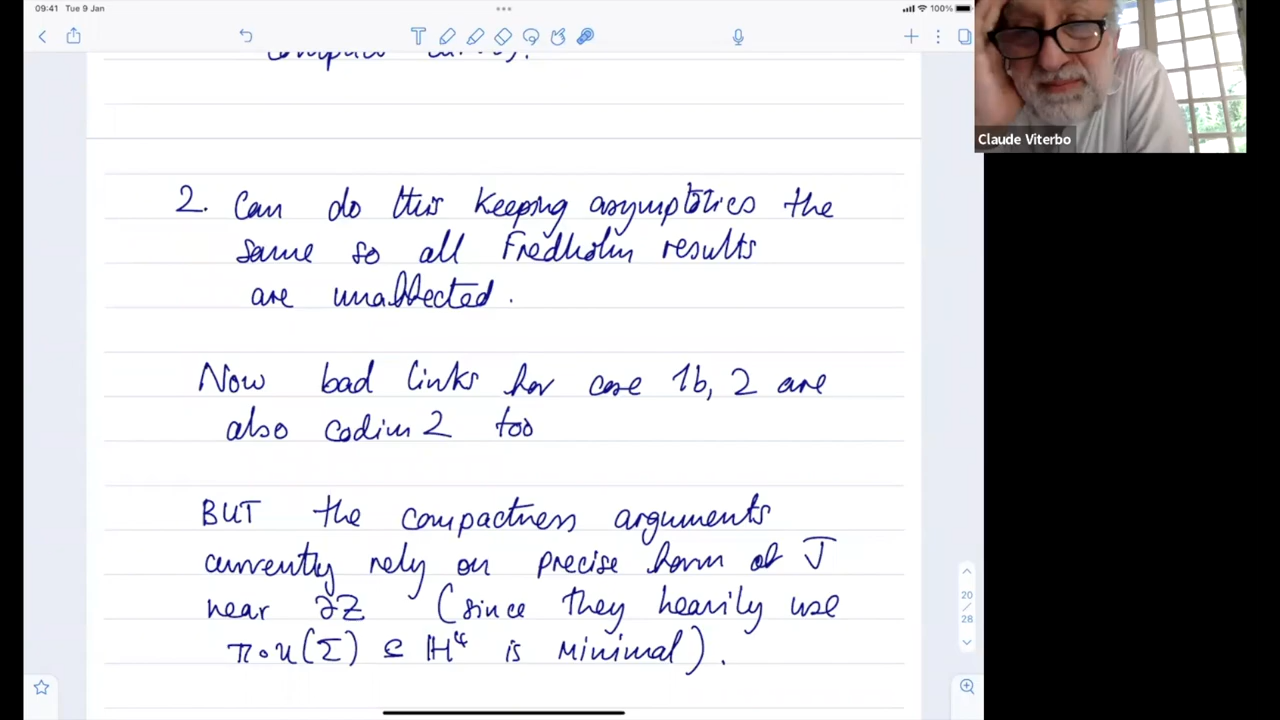 09:41 Tue 9 Jan
100%
Claude Viterbo
2. Can do this keeping asymptotics the
same so all Fredholm results
are unaffected.
Now bad links for case 1b, 2 are
also codim 2 too
BUT the compactness arguments
currently rely on precise form of J
near ∂Z (since they heavily use
π∘u(Σ) ⊆ ℍ⁴ is minimal).
20
/
28